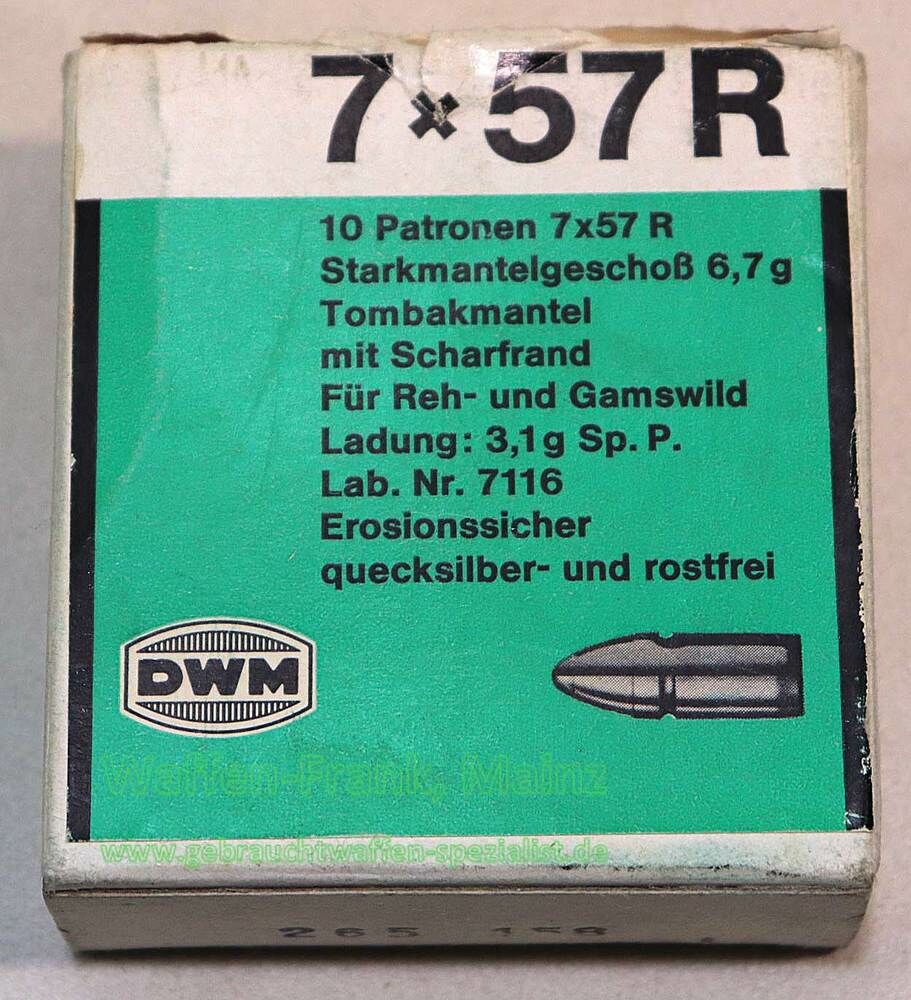 7×57R
10 Patronen 7x57 R
Starkmantelgeschoß 6,7 g
Tombakmantel
mit Scharfrand
Für Reh- und Gamswild
Ladung: 3,1g Sp. P.
Lab. Nr. 7116
Erosionssicher
quecksilber- und rostfrei
DWM
Waffen-Frank, Mainz
www.gebrauchtwaffen-spezialist.de
265